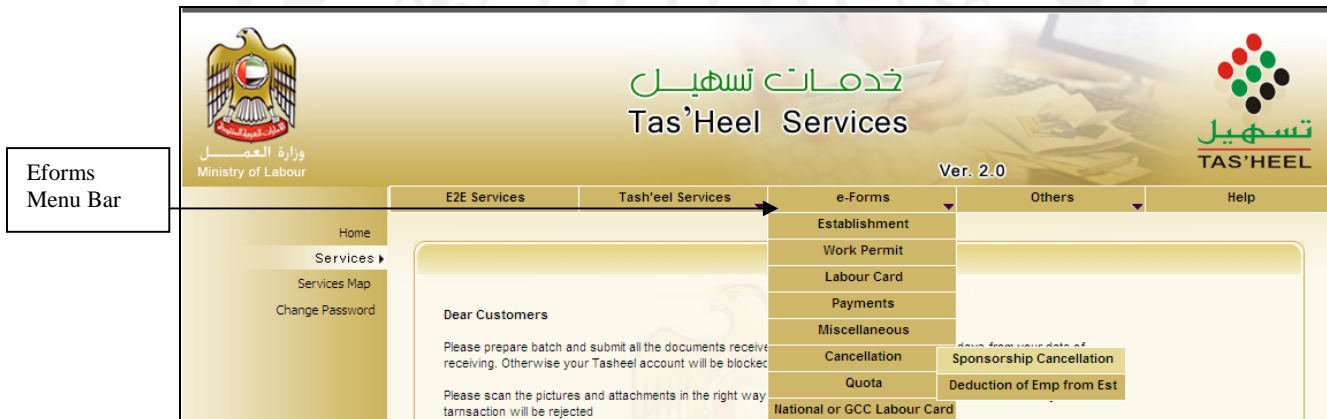 خدمات تسهيل
Tas'Heel Services
Ver. 2.0
وزارة العمل
Ministry of Labour
تسهيل
TAS'HEEL
Eforms
Menu Bar
E2E Services
Tash'eel Services
e-Forms
Others
Help
Home
Services
Services Map
Change Password
Establishment
Work Permit
Labour Card
Payments
Miscellaneous
Cancellation
Quota
National or GCC Labour Card
Sponsorship Cancellation
Deduction of Emp from Est
Dear Customers
Please prepare batch and submit all the documents receive days from your date of
receiving. Otherwise your Tasheel account will be blocked
Please scan the pictures and attachments in the right way
tarnsaction will be rejected